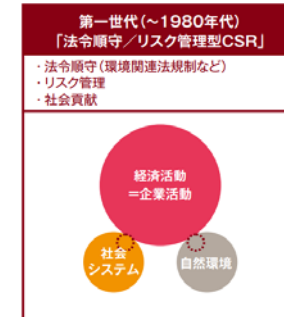 第一世代(~1980年代)
「法令順守／リスク管理型CSR」
・法令順守(環境関連法規制など)
・リスク管理
・社会貢献
経済活動
＝企業活動
社会
システム
自然環境